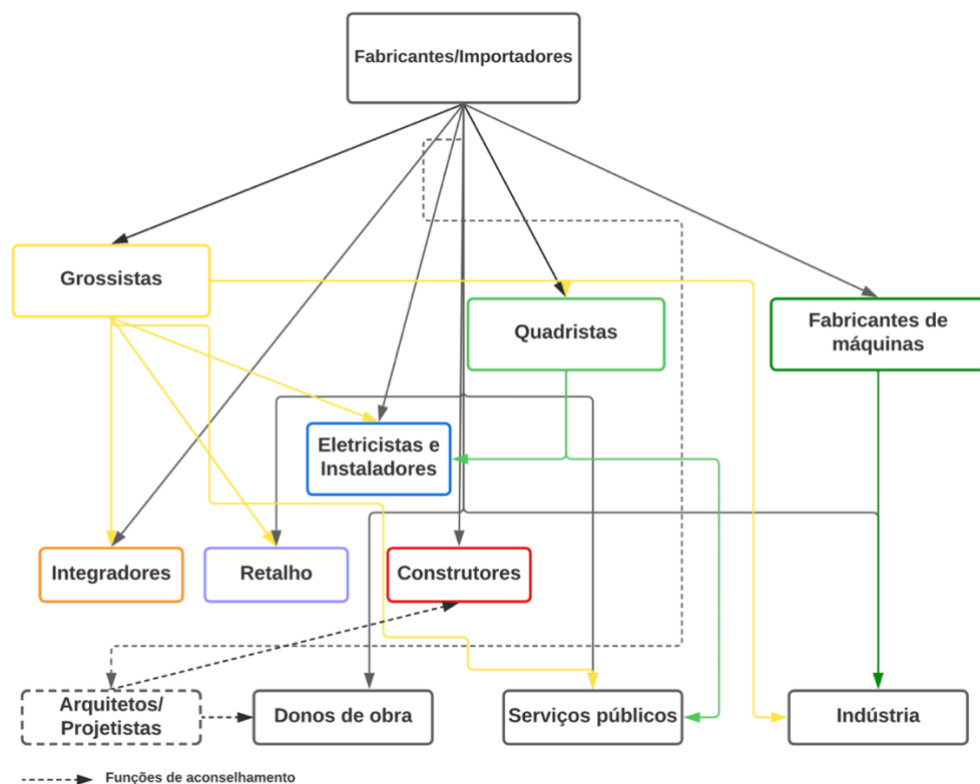 Fabricantes/Importadores
Grossistas
Quadristas
Fabricantes de
máquinas
Eletricistas e
Instaladores
Integradores
Retalho
Construtores
Arquitetos/
Projetistas
Donos de obra
Serviços públicos
Indústria
Funções de aconselhamento